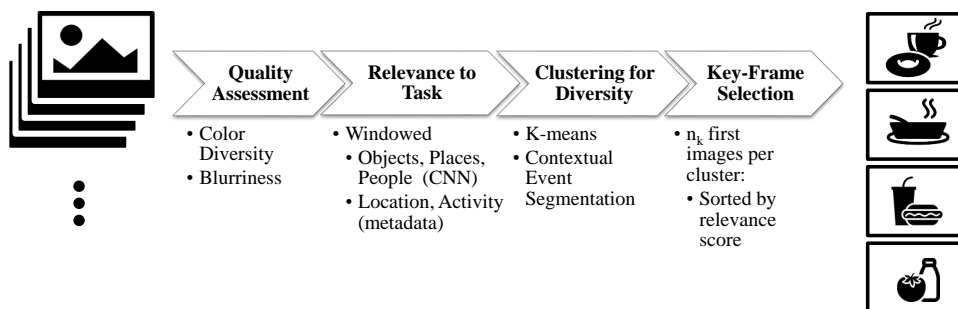 Quality
Assessment
Relevance to
Task
Clustering for
Diversity
Key-Frame
Selection
• Color
Diversity
• Blurriness
• Windowed
• Objects, Places,
People (CNN)
• Location, Activity
(metadata)
• K-means
• Contextual
Event
Segmentation
• nₖ first
images per
cluster:
• Sorted by
relevance
score